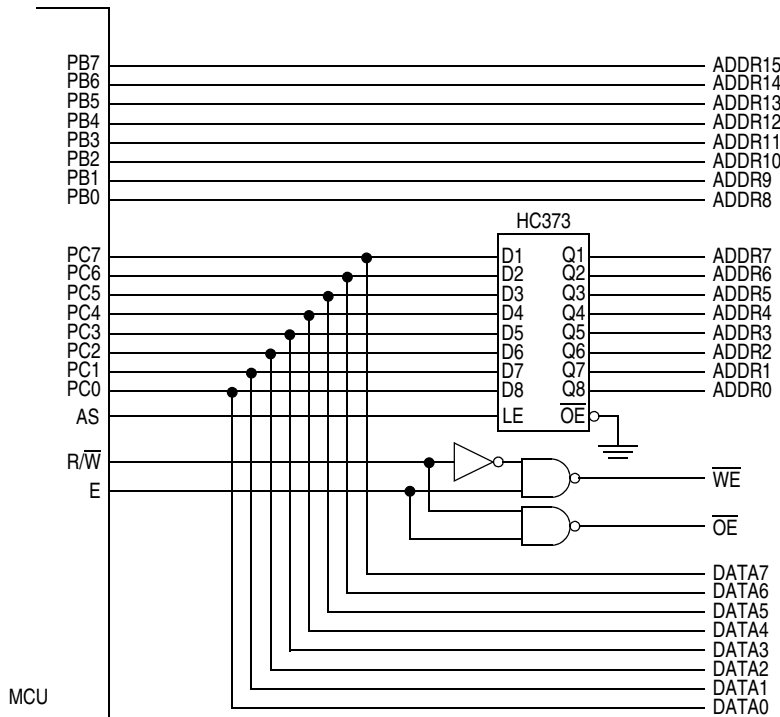 PB7 ADDR15
PB6 ADDR14
PB5 ADDR13
PB4 ADDR12
PB3 ADDR11
PB2 ADDR10
PB1 ADDR9
PB0 ADDR8
HC373
PC7 D1 Q1 ADDR7
PC6 D2 Q2 ADDR6
PC5 D3 Q3 ADDR5
PC4 D4 Q4 ADDR4
PC3 D5 Q5 ADDR3
PC2 D6 Q6 ADDR2
PC1 D7 Q7 ADDR1
PC0 D8 Q8 ADDR0
AS LE O̅E̅
R/W̅
W̅E̅
E
O̅E̅
DATA7
DATA6
DATA5
DATA4
DATA3
DATA2
DATA1
DATA0
MCU